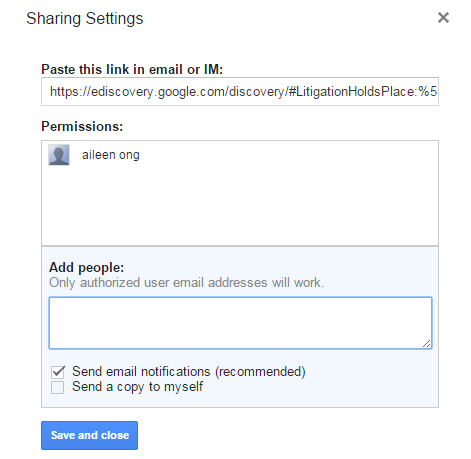 Sharing Settings
Paste this link in email or IM:
https://ediscovery.google.com/discovery/#LitigationHoldsPlace:%5
Permissions:
aileen ong
Add people:
Only authorized user email addresses will work.
Send email notifications (recommended)
Send a copy to myself
Save and close